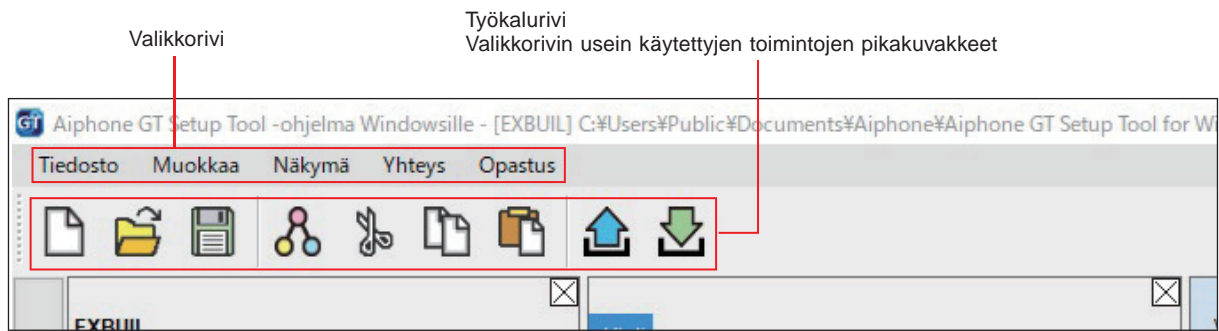 Työkalurivi
Valikkorivi
Valikkorivin usein käytettyjen toimintojen pikakuvakkeet
GT Aiphone GT Setup Tool -ohjelma Windowsille - [EXBUIL] C:¥Users¥Public¥Documents¥Aiphone¥Aiphone GT Setup Tool for
Tiedosto Muokkaa Näkymä Yhteys Opastus
EXBUIL